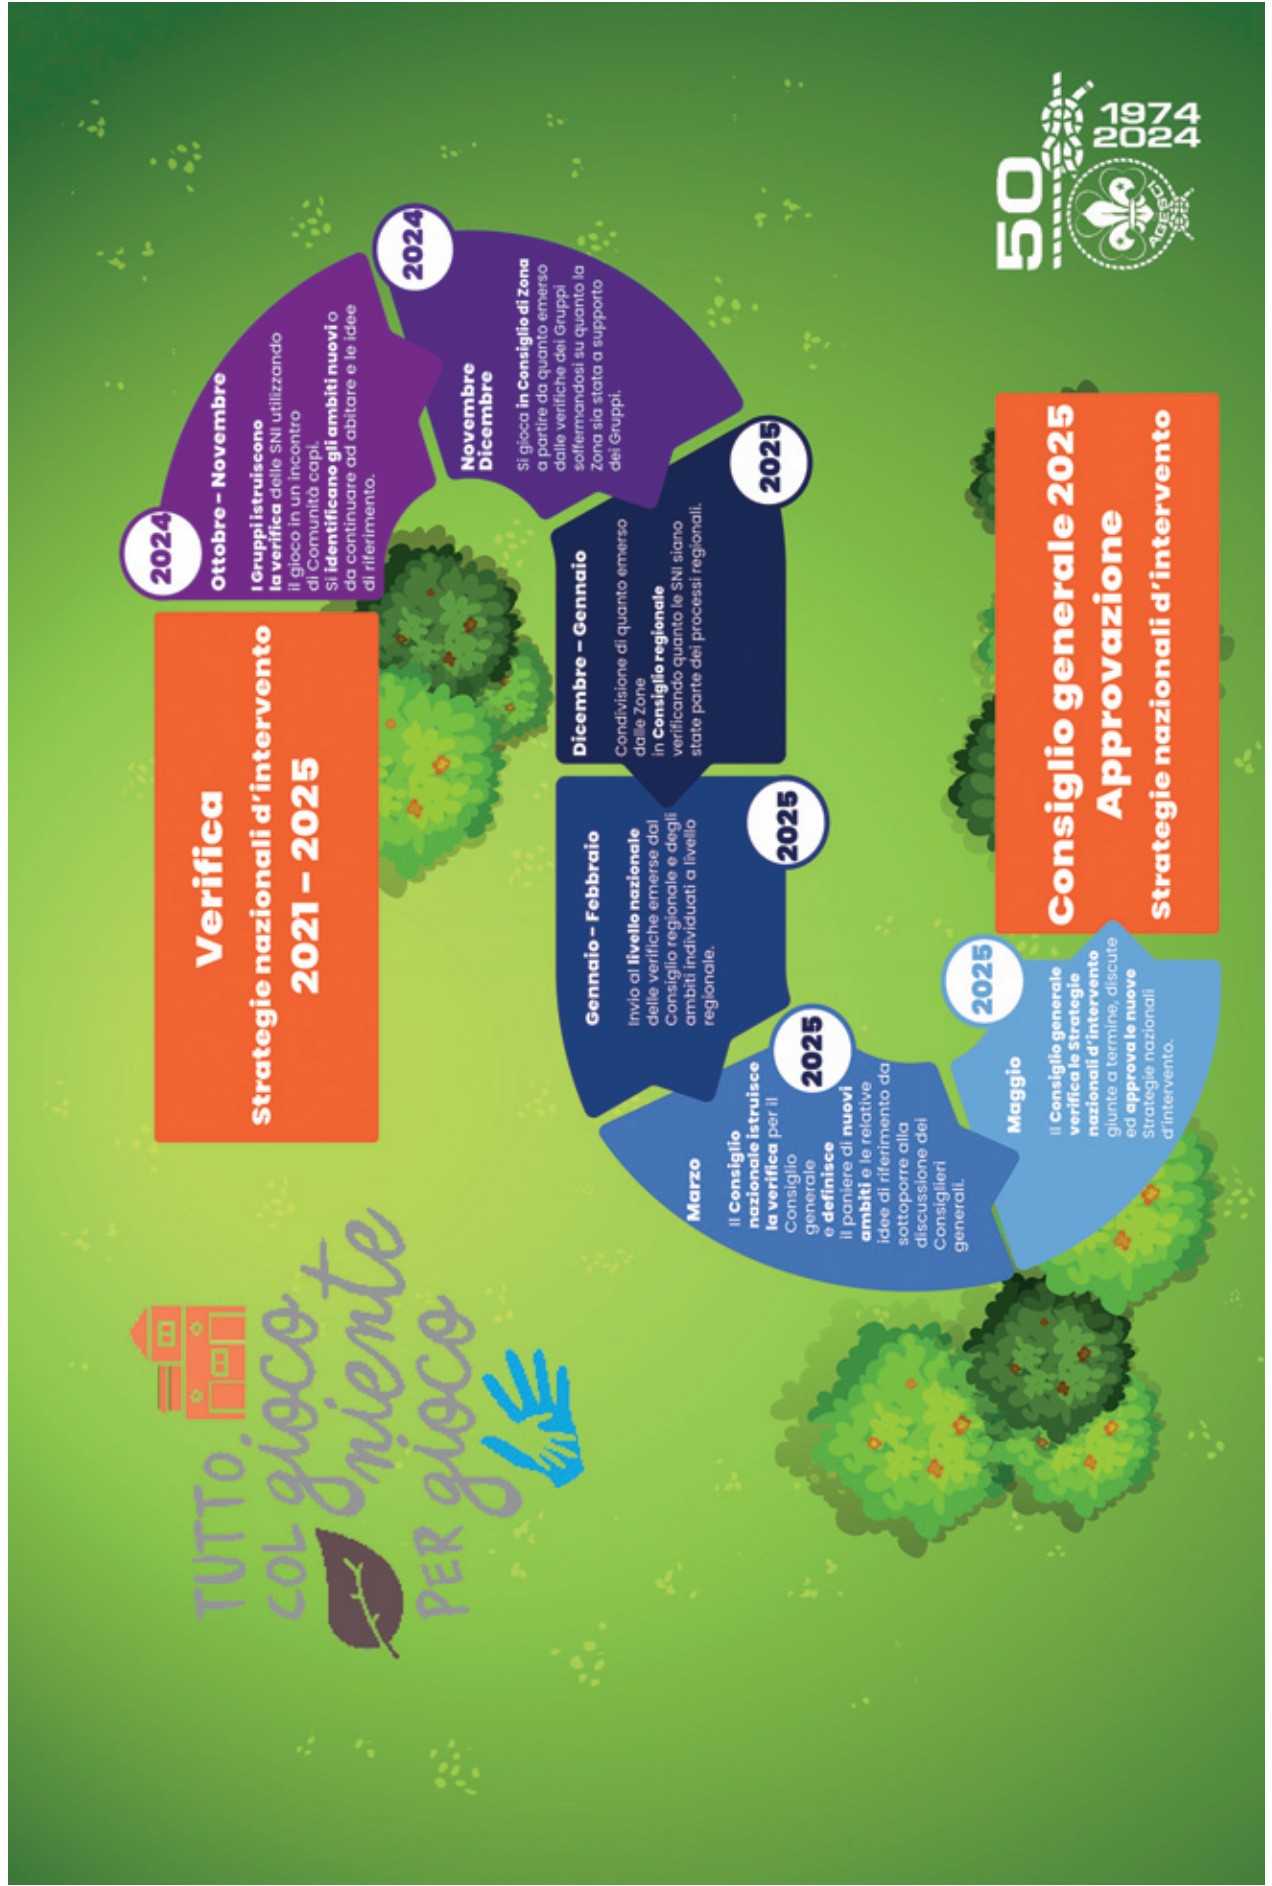 TUTTO
COL gioco
niente
PER gioco
Verifica
Strategie nazionali d'intervento
2021 – 2025
2024
Ottobre – Novembre
I Gruppi istruiscono
la verifica delle SNI utilizzando
il gioco in un incontro
di Comunità capi.
Si identificano gli ambiti nuovi o
da continuare ad abitare e le idee
di riferimento.
2024
Novembre
Dicembre
Si gioca in Consiglio di Zona
a partire da quanto emerso
dalle verifiche dei Gruppi
soffermandosi su quanto la
Zona sia stata a supporto
dei Gruppi.
2025
Dicembre – Gennaio
Condivisione di quanto emerso
dalle Zone
in Consiglio regionale
verificando quanto le SNI siano
state parte dei processi regionali.
2025
Gennaio – Febbraio
Invio al livello nazionale
delle verifiche emerse dal
Consiglio regionale e degli
ambiti individuati a livello
regionale.
2025
Marzo
Il Consiglio
nazionale istruisce
la verifica per il
Consiglio
generale
e definisce
il paniere di nuovi
ambiti e le relative
idee di riferimento da
sottoporre alla
discussione dei
Consiglieri
generali.
2025
Maggio
Il Consiglio generale
verifica le Strategie
nazionali d'intervento
giunte a termine, discute
ed approva le nuove
Strategie nazionali
d'intervento.
Consiglio generale 2025
Approvazione
Strategie nazionali d'intervento
50
1974
2024
AGESCI